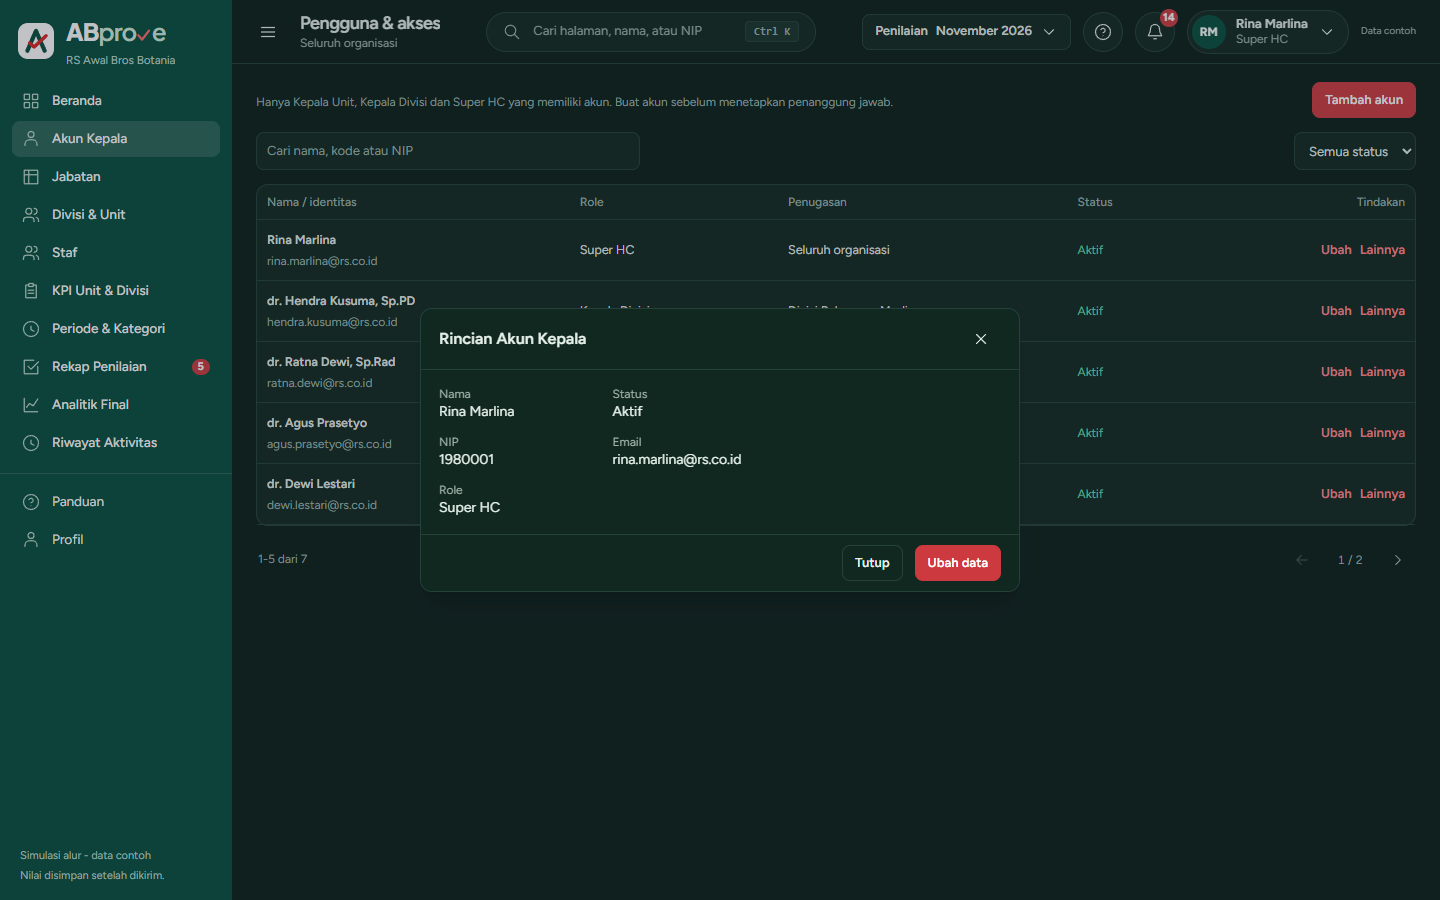 ABprove
RS Awal Bros Botania
Beranda
Akun Kepala
Jabatan
Divisi & Unit
Staf
KPI Unit & Divisi
Periode & Kategori
Rekap Penilaian 5
Analitik Final
Riwayat Aktivitas
Panduan
Profil
Simulasi alur - data contoh
Nilai disimpan setelah dikirim.
Pengguna & akses
Seluruh organisasi
Cari halaman, nama, atau NIP Ctrl K
Penilaian November 2026
14
RM
Rina Marlina
Super HC
Data contoh
Hanya Kepala Unit, Kepala Divisi dan Super HC yang memiliki akun. Buat akun sebelum menetapkan penanggung jawab.
Tambah akun
Cari nama, kode atau NIP
Semua status
Nama / identitas Role Penugasan Status Tindakan
Rina Marlina
rina.marlina@rs.co.id
Super HC Seluruh organisasi Aktif Ubah Lainnya
dr. Hendra Kusuma, Sp.PD
hendra.kusuma@rs.co.id
Aktif Ubah Lainnya
dr. Ratna Dewi, Sp.Rad
ratna.dewi@rs.co.id
Aktif Ubah Lainnya
dr. Agus Prasetyo
agus.prasetyo@rs.co.id
Aktif Ubah Lainnya
dr. Dewi Lestari
dewi.lestari@rs.co.id
Aktif Ubah Lainnya
1-5 dari 7
1 / 2
Rincian Akun Kepala
Nama
Rina Marlina
Status
Aktif
NIP
1980001
Email
rina.marlina@rs.co.id
Role
Super HC
Tutup
Ubah data